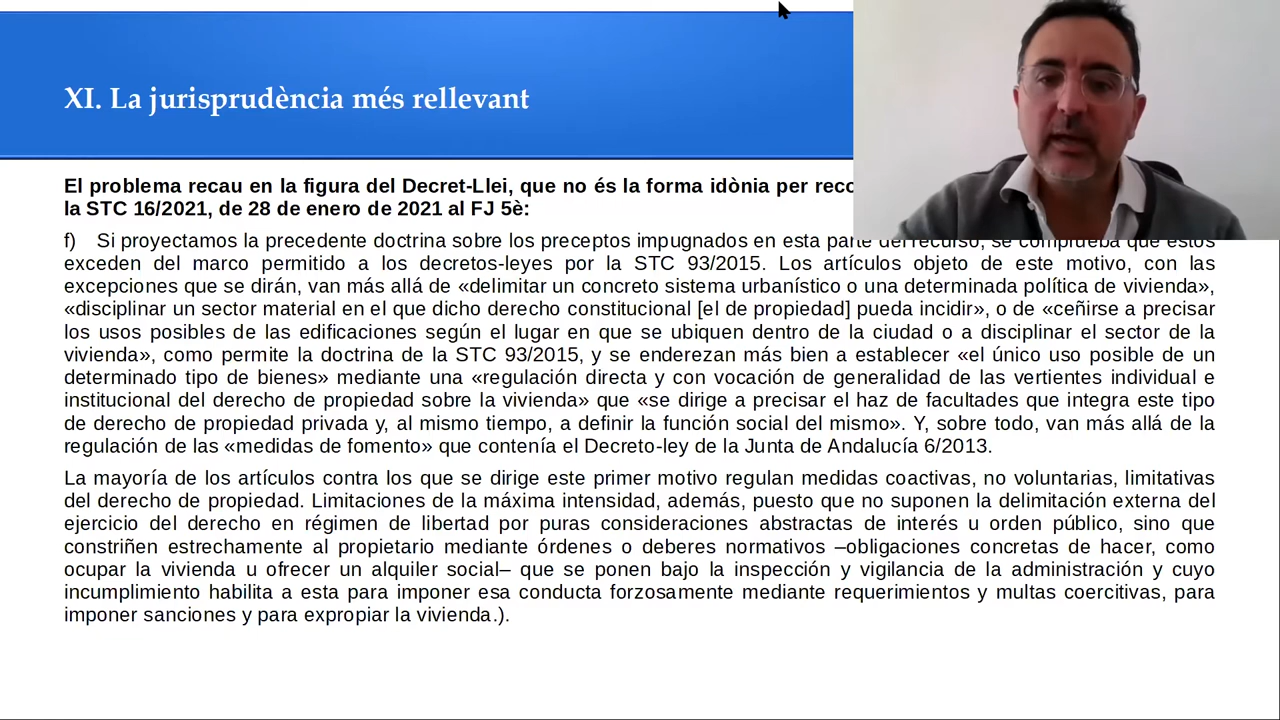 XI. La jurisprudència més rellevant
El problema recau en la figura del Decret-Llei, que no és la forma idònia per
la STC 16/2021, de 28 de enero de 2021 al FJ 5è:
f) Si proyectamos la precedente doctrina sobre los preceptos impugnados en esta parte del recurso, se comprueba que estos
exceden del marco permitido a los decretos-leyes por la STC 93/2015. Los artículos objeto de este motivo, con las
excepciones que se dirán, van más allá de «delimitar un concreto sistema urbanístico o una determinada política de vivienda»,
«disciplinar un sector material en el que dicho derecho constitucional [el de propiedad] pueda incidir», o de «ceñirse a precisar
los usos posibles de las edificaciones según el lugar en que se ubiquen dentro de la ciudad o a disciplinar el sector de la
vivienda», como permite la doctrina de la STC 93/2015, y se enderezan más bien a establecer «el único uso posible de un
determinado tipo de bienes» mediante una «regulación directa y con vocación de generalidad de las vertientes individual e
institucional del derecho de propiedad sobre la vivienda» que «se dirige a precisar el haz de facultades que integra este tipo
de derecho de propiedad privada y, al mismo tiempo, a definir la función social del mismo». Y, sobre todo, van más allá de la
regulación de las «medidas de fomento» que contenía el Decreto-ley de la Junta de Andalucía 6/2013.
La mayoría de los artículos contra los que se dirige este primer motivo regulan medidas coactivas, no voluntarias, limitativas
del derecho de propiedad. Limitaciones de la máxima intensidad, además, puesto que no suponen la delimitación externa del
ejercicio del derecho en régimen de libertad por puras consideraciones abstractas de interés u orden público, sino que
constriñen estrechamente al propietario mediante órdenes o deberes normativos –obligaciones concretas de hacer, como
ocupar la vivienda u ofrecer un alquiler social– que se ponen bajo la inspección y vigilancia de la administración y cuyo
incumplimiento habilita a esta para imponer esa conducta forzosamente mediante requerimientos y multas coercitivas, para
imponer sanciones y para expropiar la vivienda.).